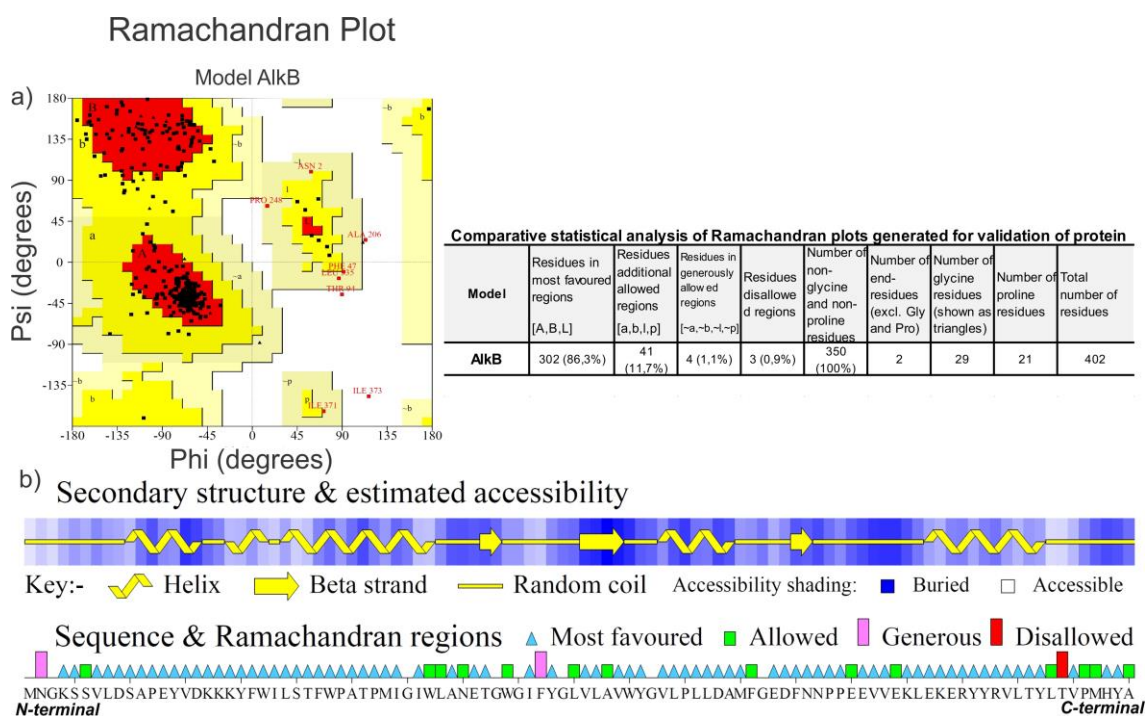 Ramachandran Plot
Model AlkB
a)
180
135
90
45
0
-45
-90
-135
Psi (degrees)
B
b
~b
~b
b
~b
~l
l
ASN 2
PRO 248
a
A
ALA 206
PHE 47
~a
THR 91
~b
b
~p
p
~b
ILE 373
ILE 371
-180 -135 -90 -45 0 45 90 135 180
Phi (degrees)
Comparative statistical analysis of Ramachandran plots generated for validation of protein
Model
Residues in most favoured regions [A,B,L]
Residues additional allowed regions [a,b,l,p]
Residues in generously allow ed regions [~a,~b,~l,~p]
Residues disallowe d regions
Number of non-glycine and non-proline residues
Number of end-residues (excl. Gly and Pro)
Number of glycine residues (shown as triangles)
Number of proline residues
Total number of residues
AlkB 302 (86,3%) 41 (11,7%) 4 (1,1%) 3 (0,9%) 350 (100%) 2 29 21 402
b)
Secondary structure & estimated accessibility
Key:- Helix Beta strand Random coil Accessibility shading: Buried Accessible
Sequence & Ramachandran regions Most favoured Allowed Generous Disallowed
MNGKSSVLDSAPEYVDKKKYFWILSTFWPATPMIGIWLANETGWGIFYGLVLAVWYGVLPLLDAMFGEDFNNPPEEVVEKLEKERYYRVLTYLTVPMHYA
N-terminal C-terminal